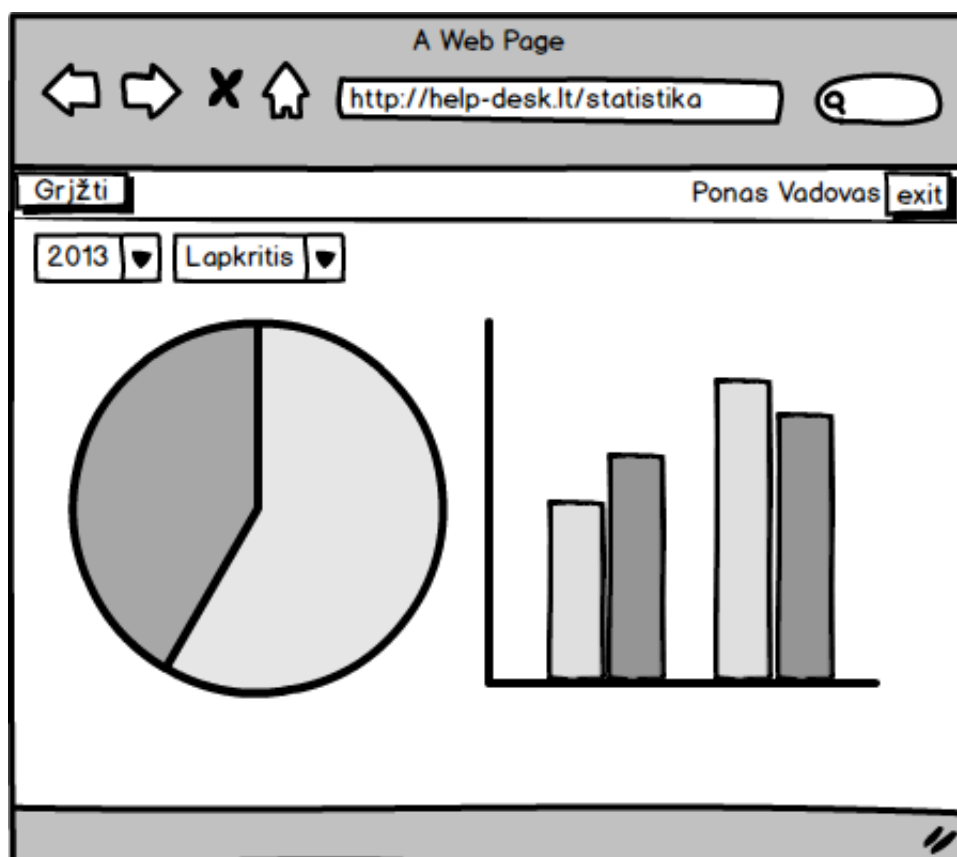 A Web Page
http://help-desk.lt/statistika
Grįžti
Ponas Vadovas exit
2013 Lapkritis